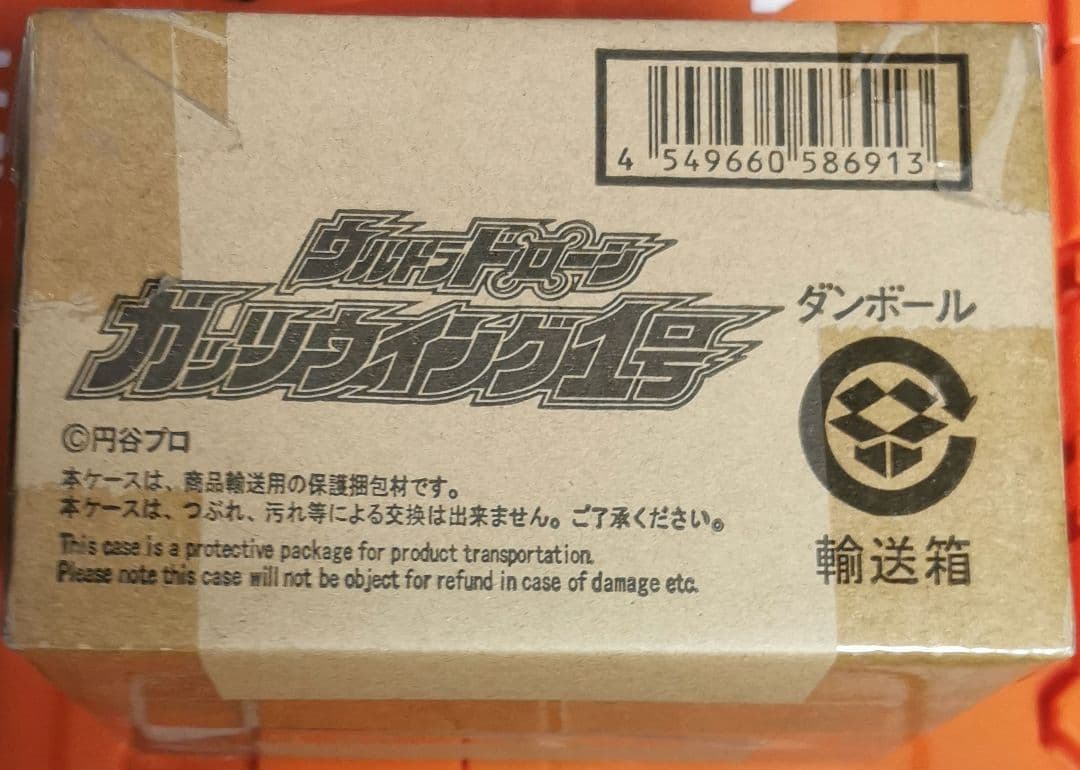 4 549660 586913
ウルトラドローン
ガッツウイング1号
ダンボール
©円谷プロ
本ケースは、商品輸送用の保護梱包材です。
本ケースは、つぶれ、汚れ等による交換は出来ません。ご了承ください。
This case is a protective package for product transportation.
Please note this case will not be object for refund in case of damage etc.
輸送箱